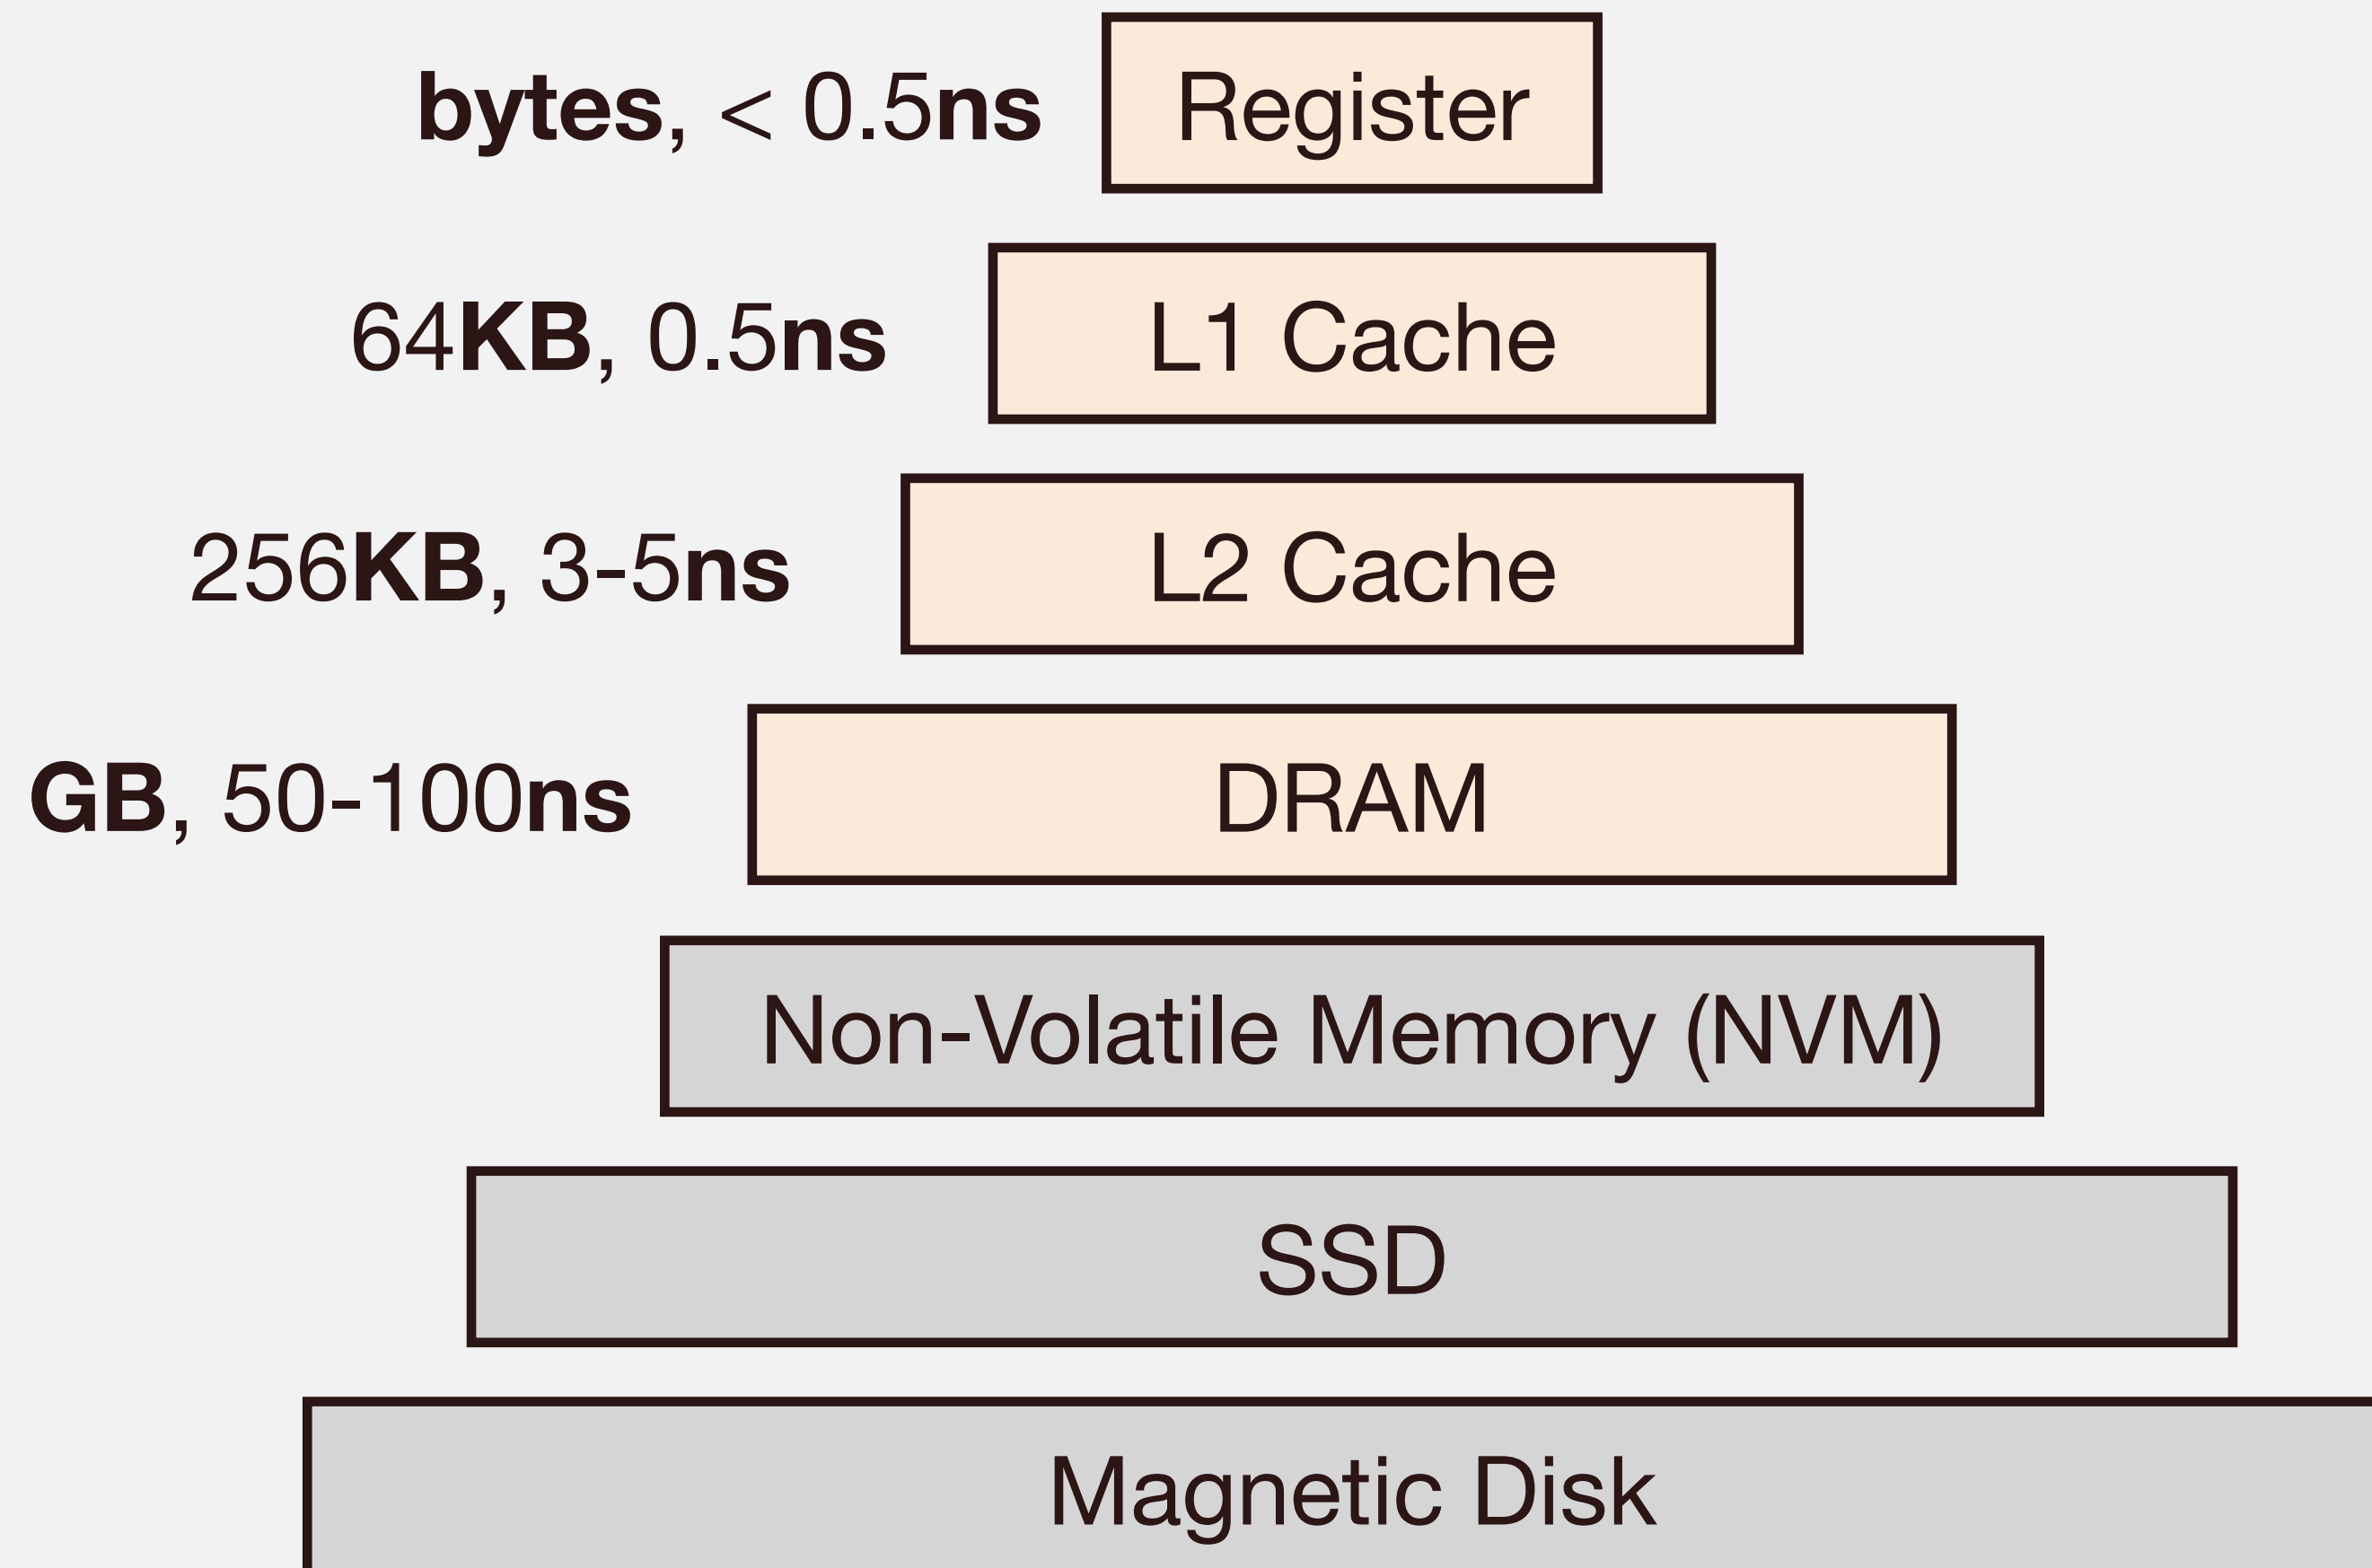 bytes, < 0.5ns Register
64KB, 0.5ns L1 Cache
256KB, 3-5ns L2 Cache
GB, 50-100ns DRAM
Non-Volatile Memory (NVM)
SSD
Magnetic Disk